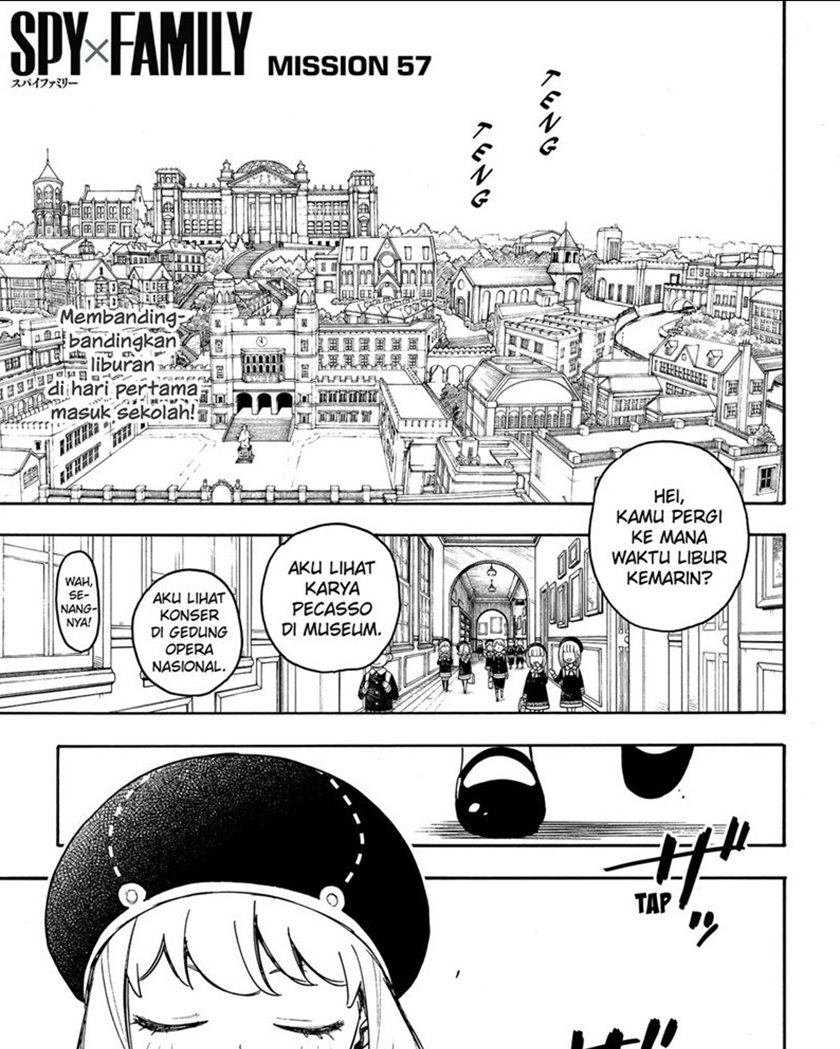 SPY×FAMILY
スパイファミリー
MISSION 57
TENG
TENG
Membanding-
bandingkan
liburan
di hari pertama
masuk sekolah!
HEI,
KAMU PERGI
KE MANA
WAKTU LIBUR
KEMARIN?
AKU LIHAT
KARYA
PECASSO
DI MUSEUM.
AKU LIHAT
KONSER
DI GEDUNG
OPERA
NASIONAL.
WAH,
SE-
NANG-
NYA!
TAP